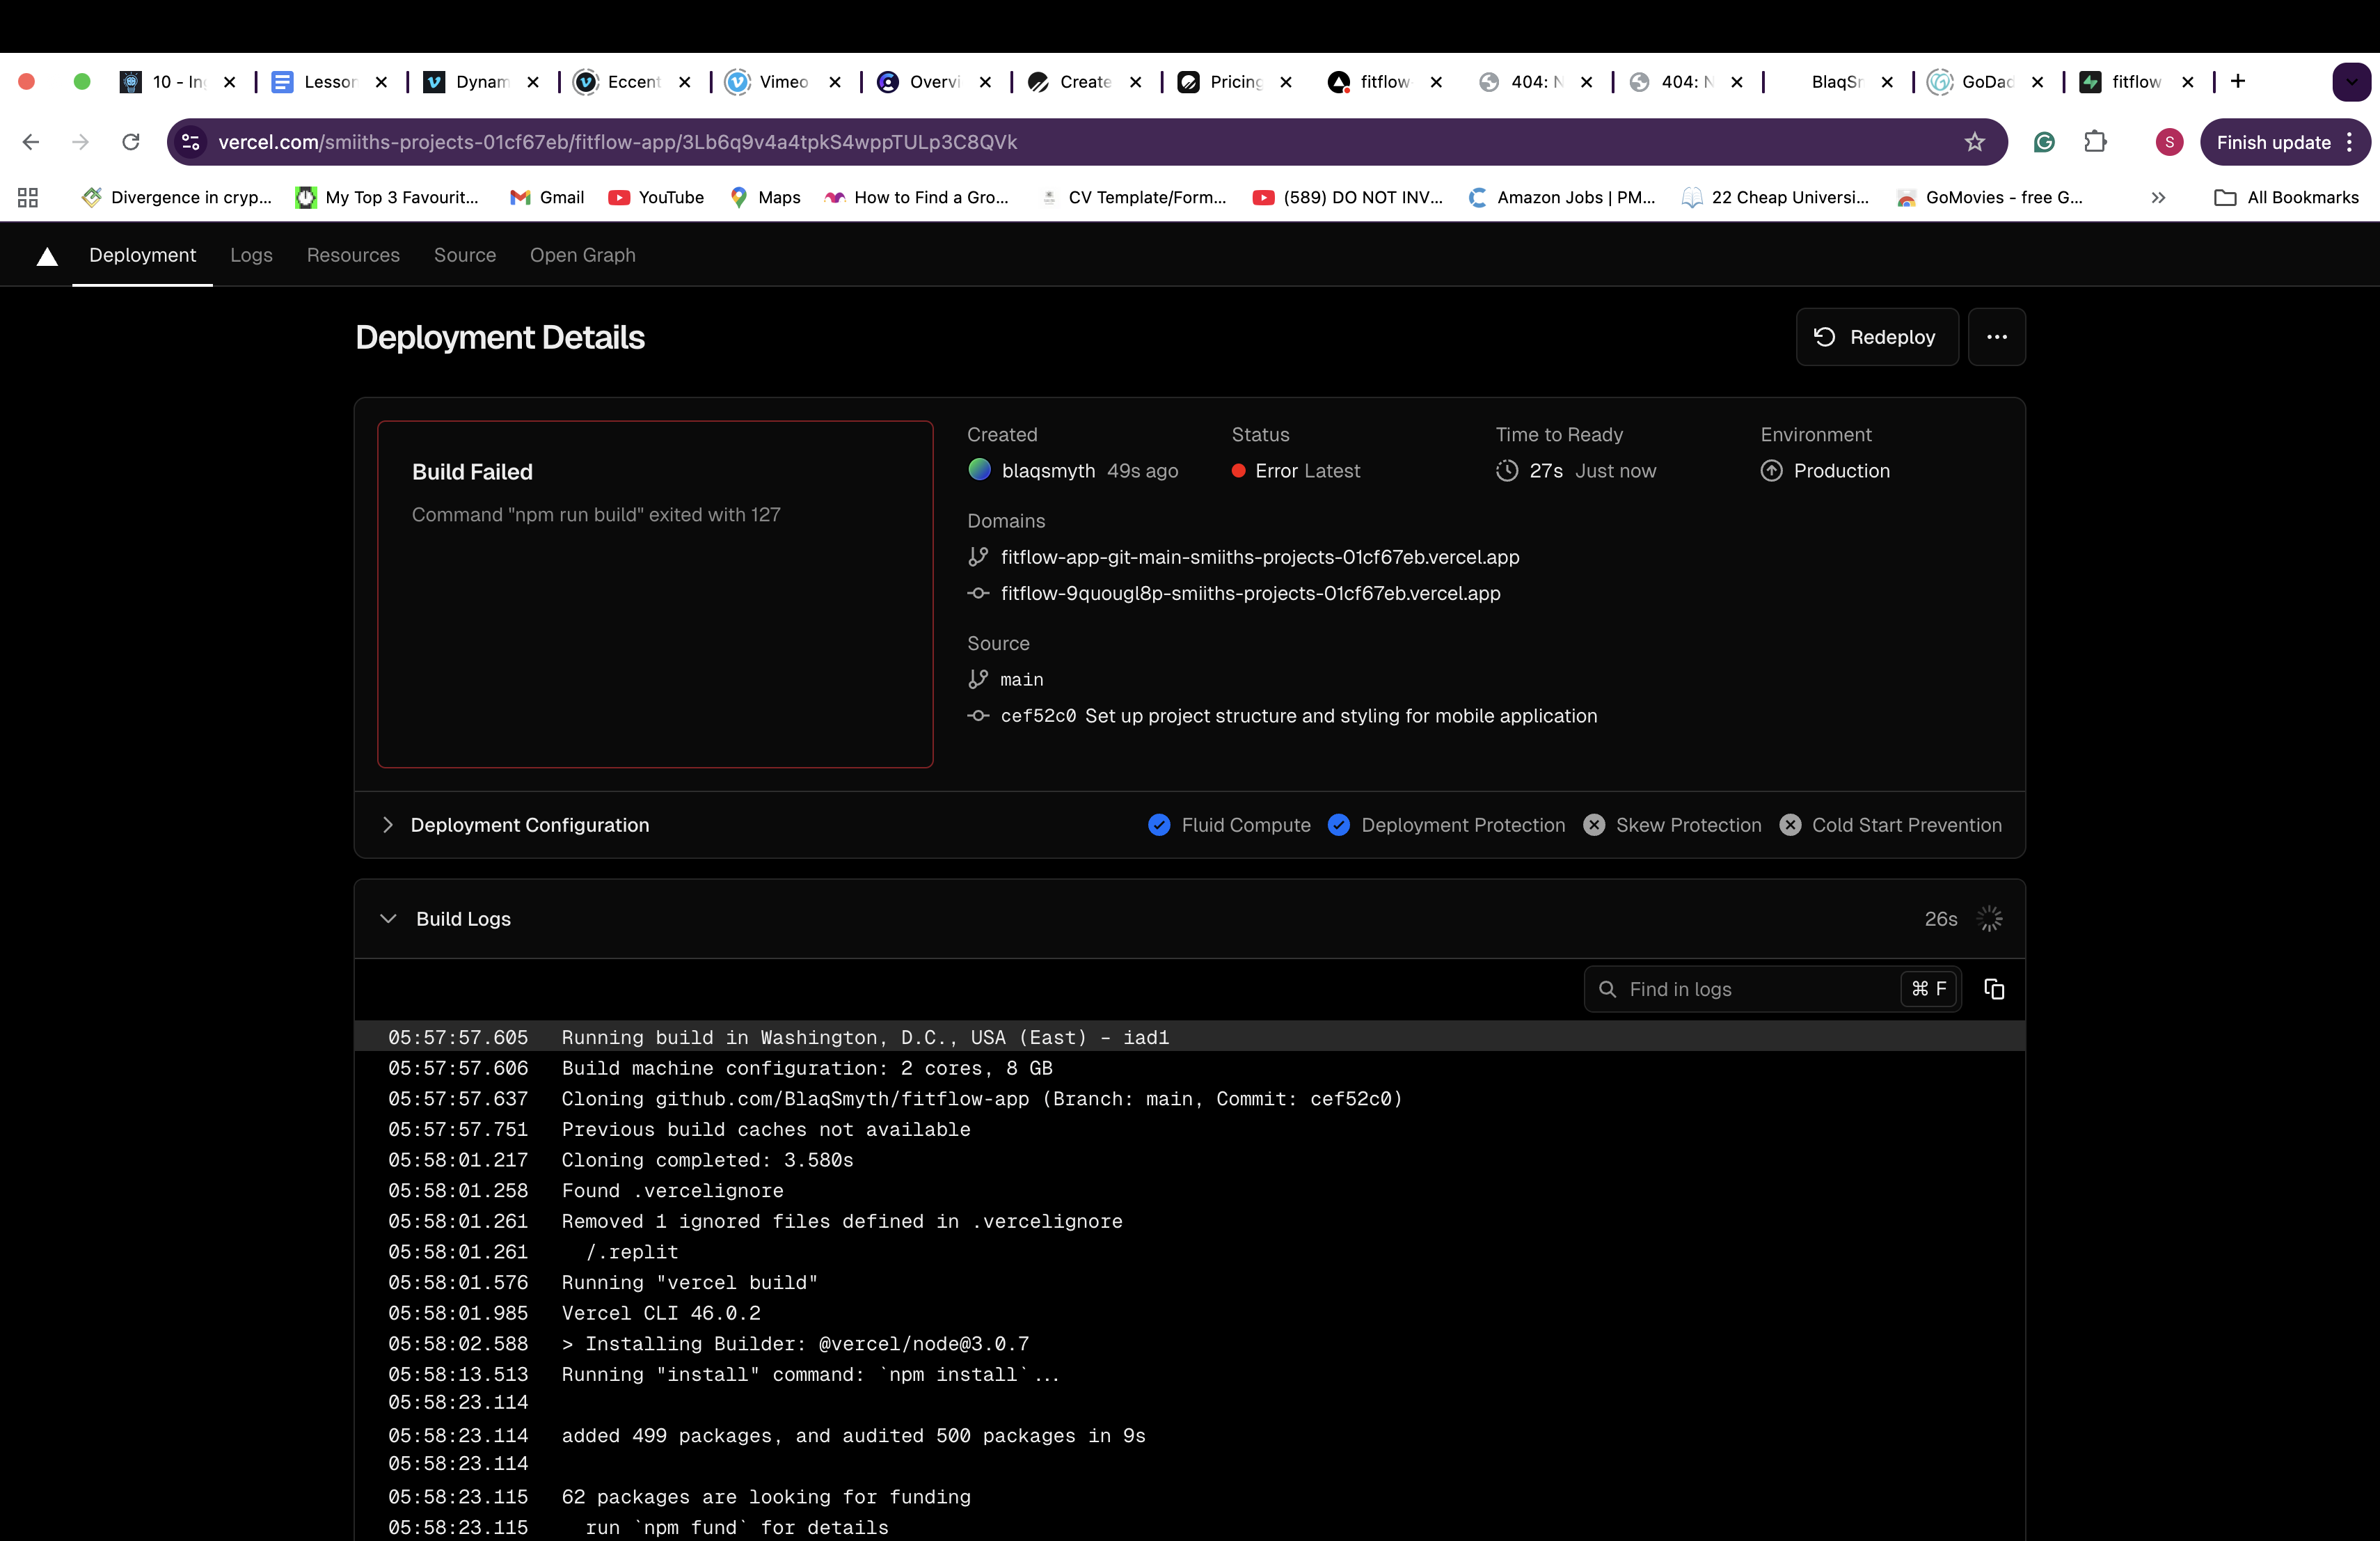 10 - In
Lesson
Dynam
Eccent
Vimeo
Overvi
Create
Pricing
fitflow
404: N
404: N
BlaqSm
GoDad
fitflow
vercel.com/smiiths-projects-01cf67eb/fitflow-app/3Lb6q9v4a4tpkS4wppTULp3C8QVk
S
Finish update
Divergence in cryp...
My Top 3 Favourit...
Gmail
YouTube
Maps
How to Find a Gro...
CV Template/Form...
(589) DO NOT INV...
Amazon Jobs | PM...
22 Cheap Universi...
GoMovies - free G...
All Bookmarks
Deployment
Logs
Resources
Source
Open Graph
Deployment Details
Redeploy
Build Failed
Command "npm run build" exited with 127
Created
blaqsmyth 49s ago
Status
Error Latest
Time to Ready
27s Just now
Environment
Production
Domains
fitflow-app-git-main-smiiths-projects-01cf67eb.vercel.app
fitflow-9quougl8p-smiiths-projects-01cf67eb.vercel.app
Source
main
cef52c0 Set up project structure and styling for mobile application
Deployment Configuration
Fluid Compute
Deployment Protection
Skew Protection
Cold Start Prevention
Build Logs
26s
Find in logs
⌘ F
05:57:57.605 Running build in Washington, D.C., USA (East) – iad1
05:57:57.606 Build machine configuration: 2 cores, 8 GB
05:57:57.637 Cloning github.com/BlaqSmyth/fitflow-app (Branch: main, Commit: cef52c0)
05:57:57.751 Previous build caches not available
05:58:01.217 Cloning completed: 3.580s
05:58:01.258 Found .vercelignore
05:58:01.261 Removed 1 ignored files defined in .vercelignore
05:58:01.261 /.replit
05:58:01.576 Running "vercel build"
05:58:01.985 Vercel CLI 46.0.2
05:58:02.588 > Installing Builder: @vercel/node@3.0.7
05:58:13.513 Running "install" command: `npm install`...
05:58:23.114
05:58:23.114 added 499 packages, and audited 500 packages in 9s
05:58:23.114
05:58:23.115 62 packages are looking for funding
05:58:23.115 run `npm fund` for details